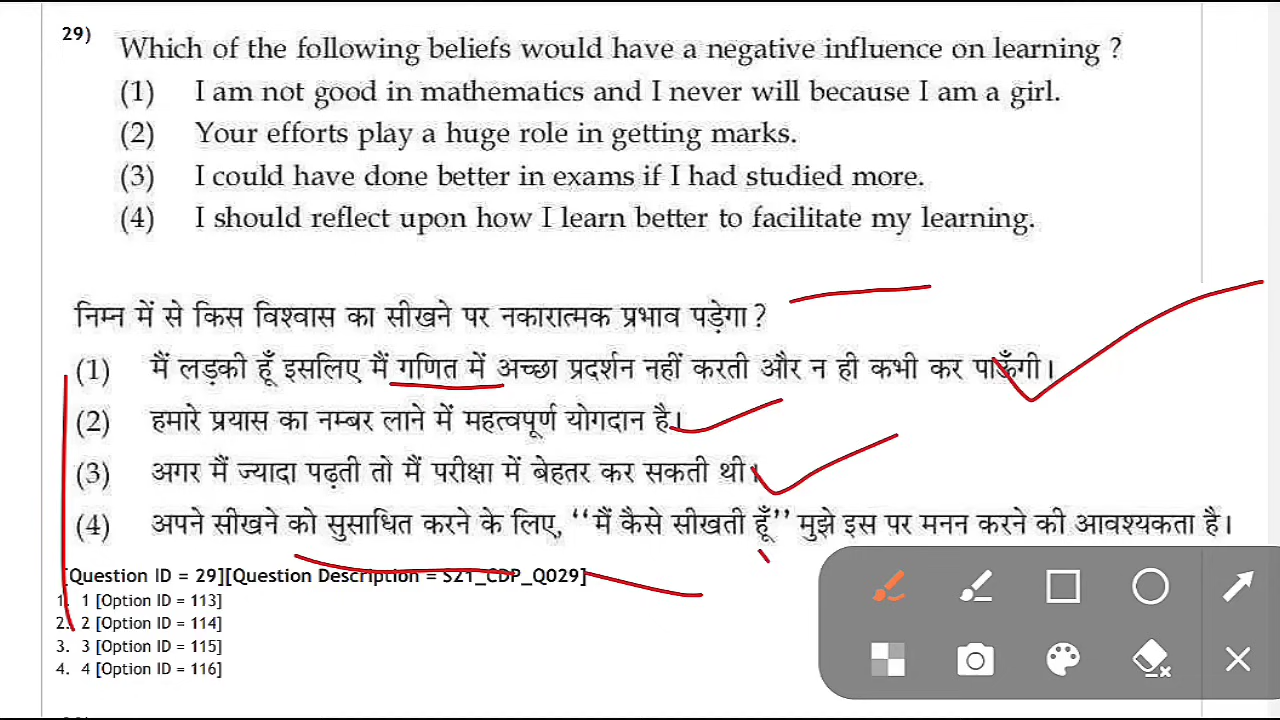 29)
Which of the following beliefs would have a negative influence on learning ?
(1) I am not good in mathematics and I never will because I am a girl.
(2) Your efforts play a huge role in getting marks.
(3) I could have done better in exams if I had studied more.
(4) I should reflect upon how I learn better to facilitate my learning.
निम्न में से किस विश्वास का सीखने पर नकारात्मक प्रभाव पड़ेगा ?
(1) मैं लड़की हूँ इसलिए मैं गणित में अच्छा प्रदर्शन नहीं करती और न ही कभी कर पाऊँगी।
(2) हमारे प्रयास का नम्बर लाने में महत्वपूर्ण योगदान है।
(3) अगर मैं ज्यादा पढ़ती तो मैं परीक्षा में बेहतर कर सकती थी।
(4) अपने सीखने को सुसाधित करने के लिए, ‘‘मैं कैसे सीखती हूँ’’ मुझे इस पर मनन करने की आवश्यकता है।
[Question ID = 29][Question Description = S21_CDP_Q029]
1. 1 [Option ID = 113]
2. 2 [Option ID = 114]
3. 3 [Option ID = 115]
4. 4 [Option ID = 116]